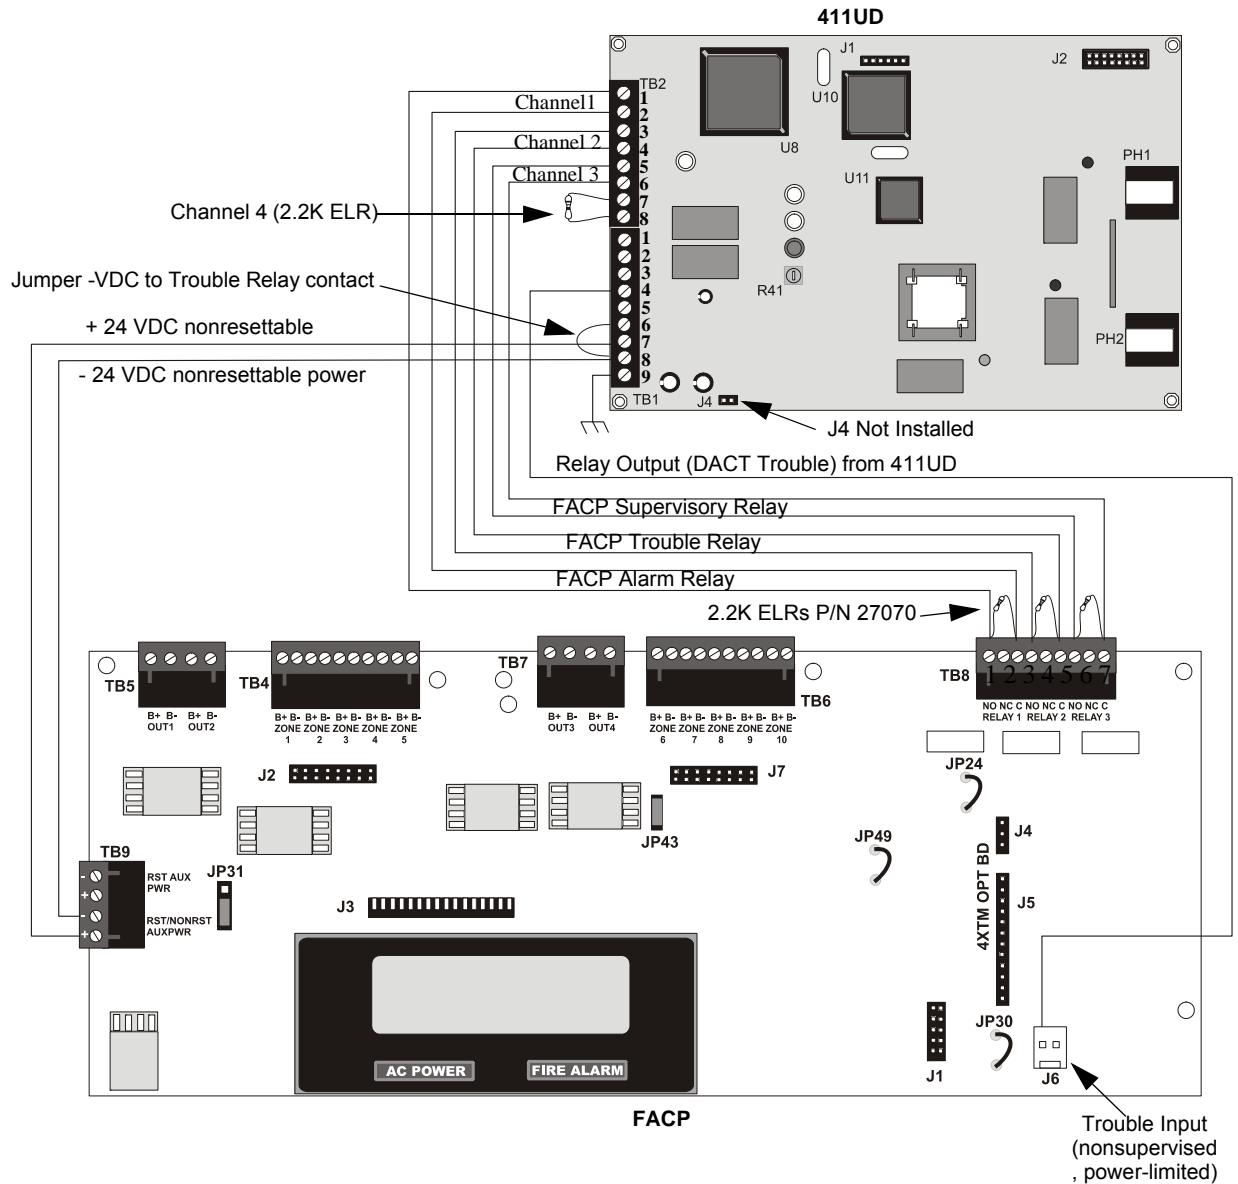 411UD
J1
J2
TB2
1
2
3
4
5
6
7
8
Channel1
Channel 2
Channel 3
U10
U8
U11
PH1
Channel 4 (2.2K ELR)
1
2
3
4
5
6
7
8
9
Jumper -VDC to Trouble Relay contact
R41
+ 24 VDC nonresettable
PH2
- 24 VDC nonresettable power
TB1
J4
J4 Not Installed
Relay Output (DACT Trouble) from 411UD
FACP Supervisory Relay
FACP Trouble Relay
FACP Alarm Relay
2.2K ELRs P/N 27070
TB5
B+ B- B+ B-
OUT1 OUT2
TB4
B+ B- B+ B- B+ B- B+ B- B+ B-
ZONE ZONE ZONE ZONE ZONE
1 2 3 4 5
TB7
B+ B- B+ B-
OUT3 OUT4
TB6
B+ B- B+ B- B+ B- B+ B- B+ B-
ZONE ZONE ZONE ZONE ZONE
6 7 8 9 10
TB8
1 2 3 4 5 6 7
NO NC C NO NC C NO NC C
RELAY 1 RELAY 2 RELAY 3
J2
J7
JP24
JP43
JP49
J4
4XTM OPT BD
J5
TB9
- RST AUX
+ PWR
- RST/NONRST
+ AUXPWR
JP31
J3
AC POWER
FIRE ALARM
J1
JP30
J6
FACP
Trouble Input
(nonsupervised
, power-limited)